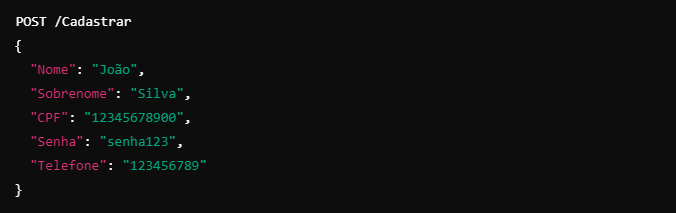 POST /Cadastrar
{
  "Nome": "João",
  "Sobrenome": "Silva",
  "CPF": "12345678900",
  "Senha": "senha123",
  "Telefone": "123456789"
}